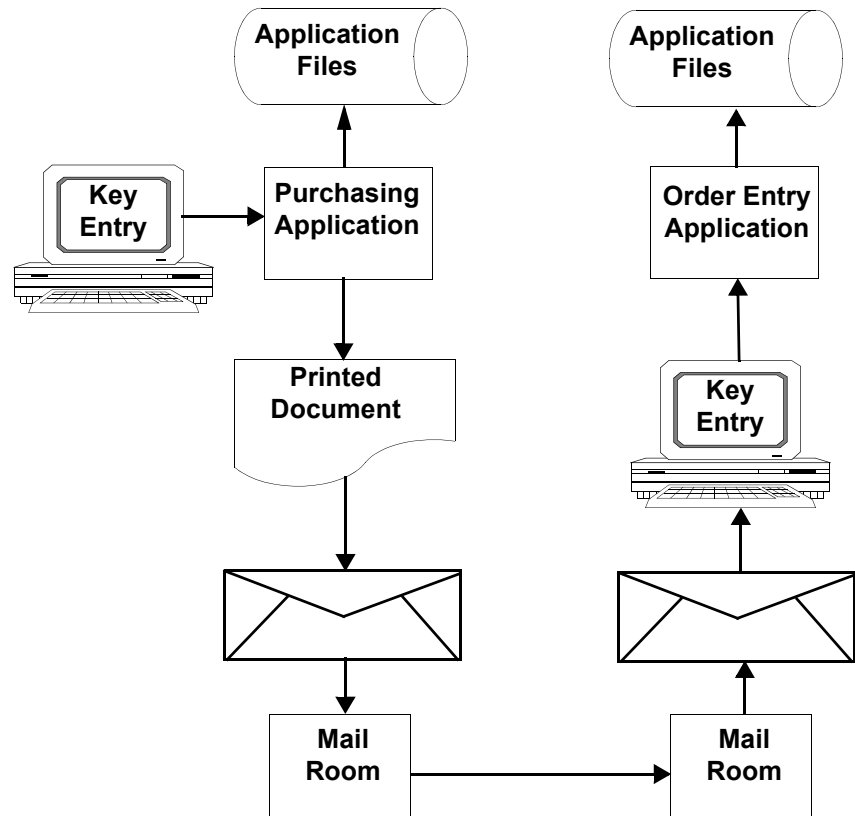 Application
Files
Application
Files
Key
Entry
Purchasing
Application
Order Entry
Application
Printed
Document
Key
Entry
Mail
Room
Mail
Room